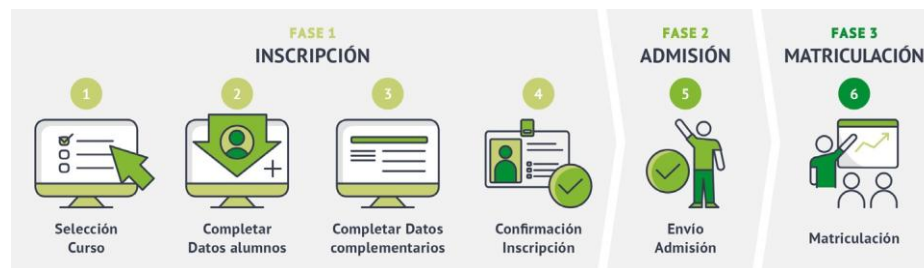 FASE 1
INSCRIPCIÓN
FASE 2
ADMISIÓN
FASE 3
MATRICULACIÓN
1
2
3
4
5
6
Selección
Curso
Completar
Datos alumnos
Completar Datos
complementarios
Confirmación
Inscripción
Envío
Admisión
Matriculación